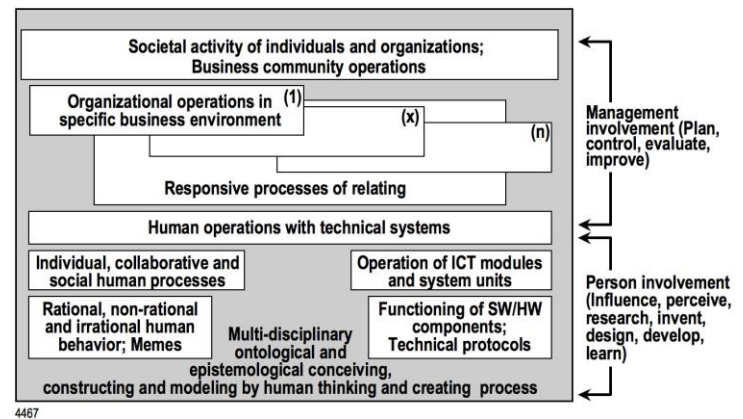 Societal activity of individuals and organizations;
Business community operations
Organizational operations in
specific business environment
(1)
(x)
(n)
Responsive processes of relating
Human operations with technical systems
Individual, collaborative and
social human processes
Operation of ICT modules
and system units
Rational, non-rational
and irrational human
behavior; Memes
Functioning of SW/HW
components;
Technical protocols
Multi-disciplinary
ontological and
epistemological conceiving,
constructing and modeling by human thinking and creating process
Management
involvement (Plan,
control, evaluate,
improve)
Person involvement
(Influence, perceive,
research, invent,
design, develop,
learn)
4467